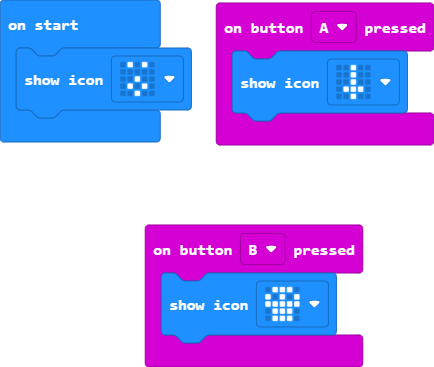 on start
show icon
on button A pressed
show icon
on button B pressed
show icon